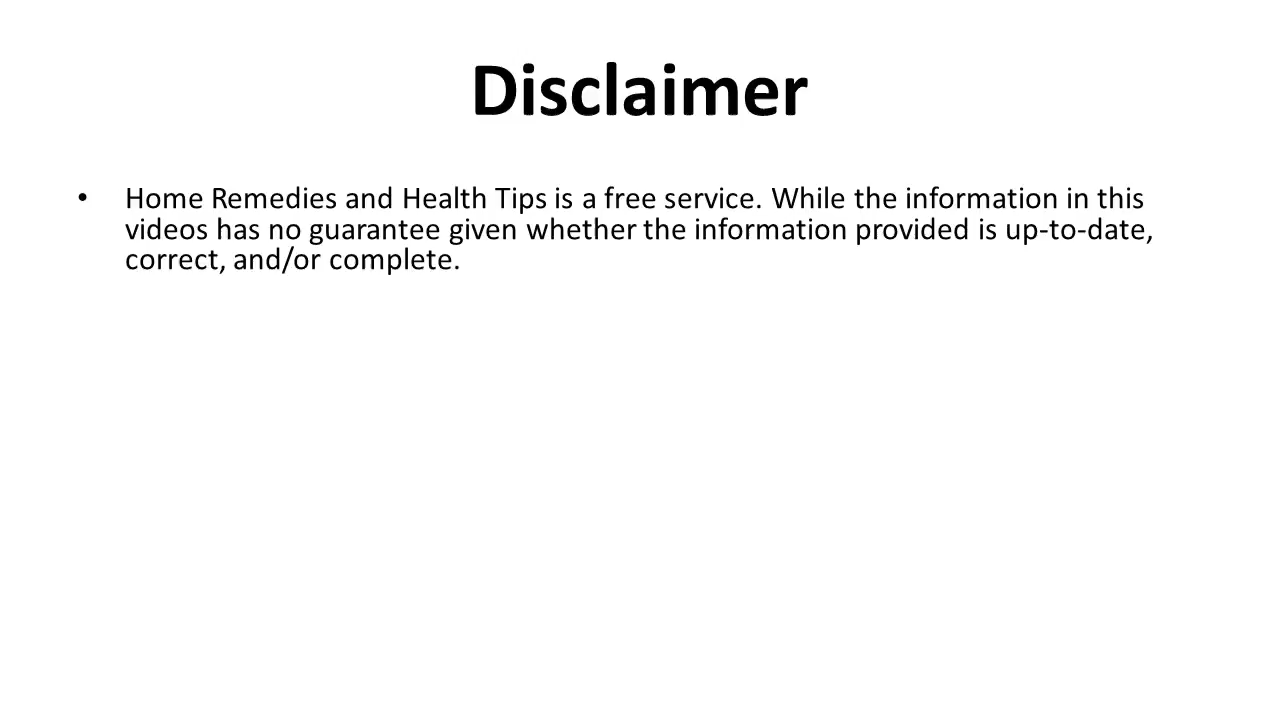 Disclaimer
• Home Remedies and Health Tips is a free service. While the information in this
videos has no guarantee given whether the information provided is up-to-date,
correct, and/or complete.